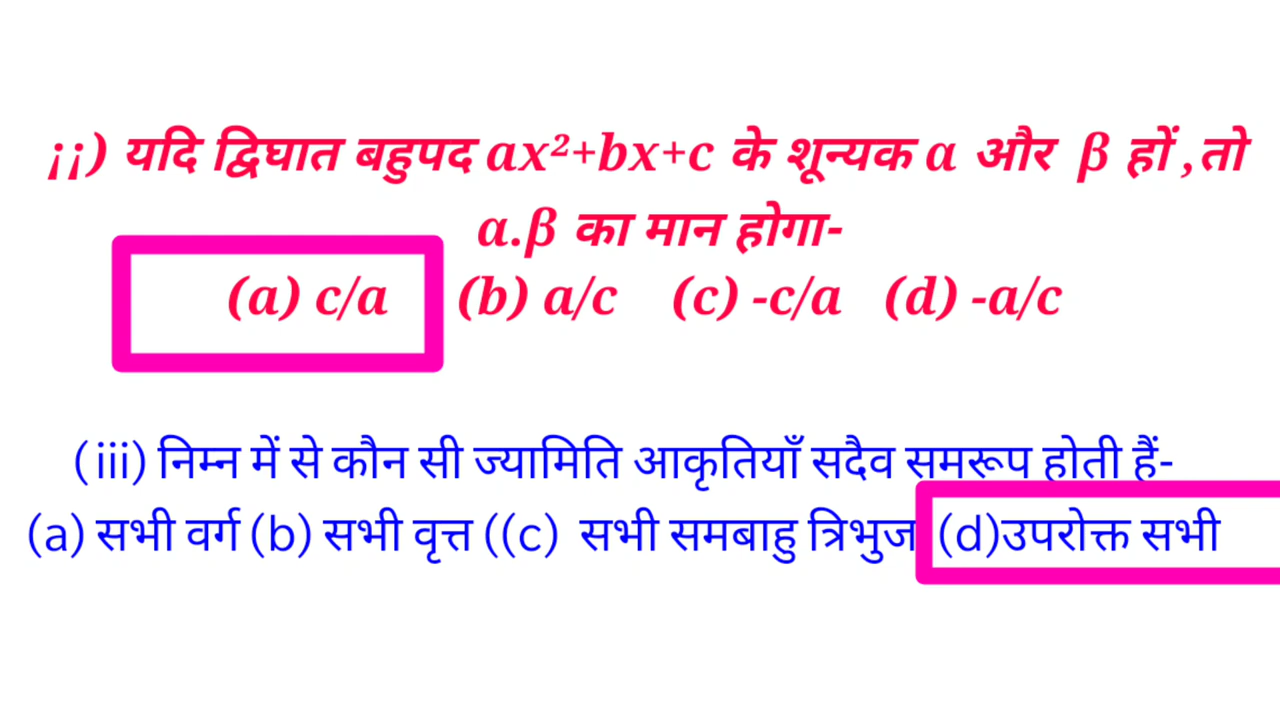 ¡¡) यदि द्विघात बहुपद ax²+bx+c के शून्यक α और β हों ,तो
α.β का मान होगा-
(a) c/a (b) a/c (c) -c/a (d) -a/c
(iii) निम्न में से कौन सी ज्यामिति आकृतियाँ सदैव समरूप होती हैं-
(a) सभी वर्ग (b) सभी वृत्त ((c) सभी समबाहु त्रिभुज (d)उपरोक्त सभी